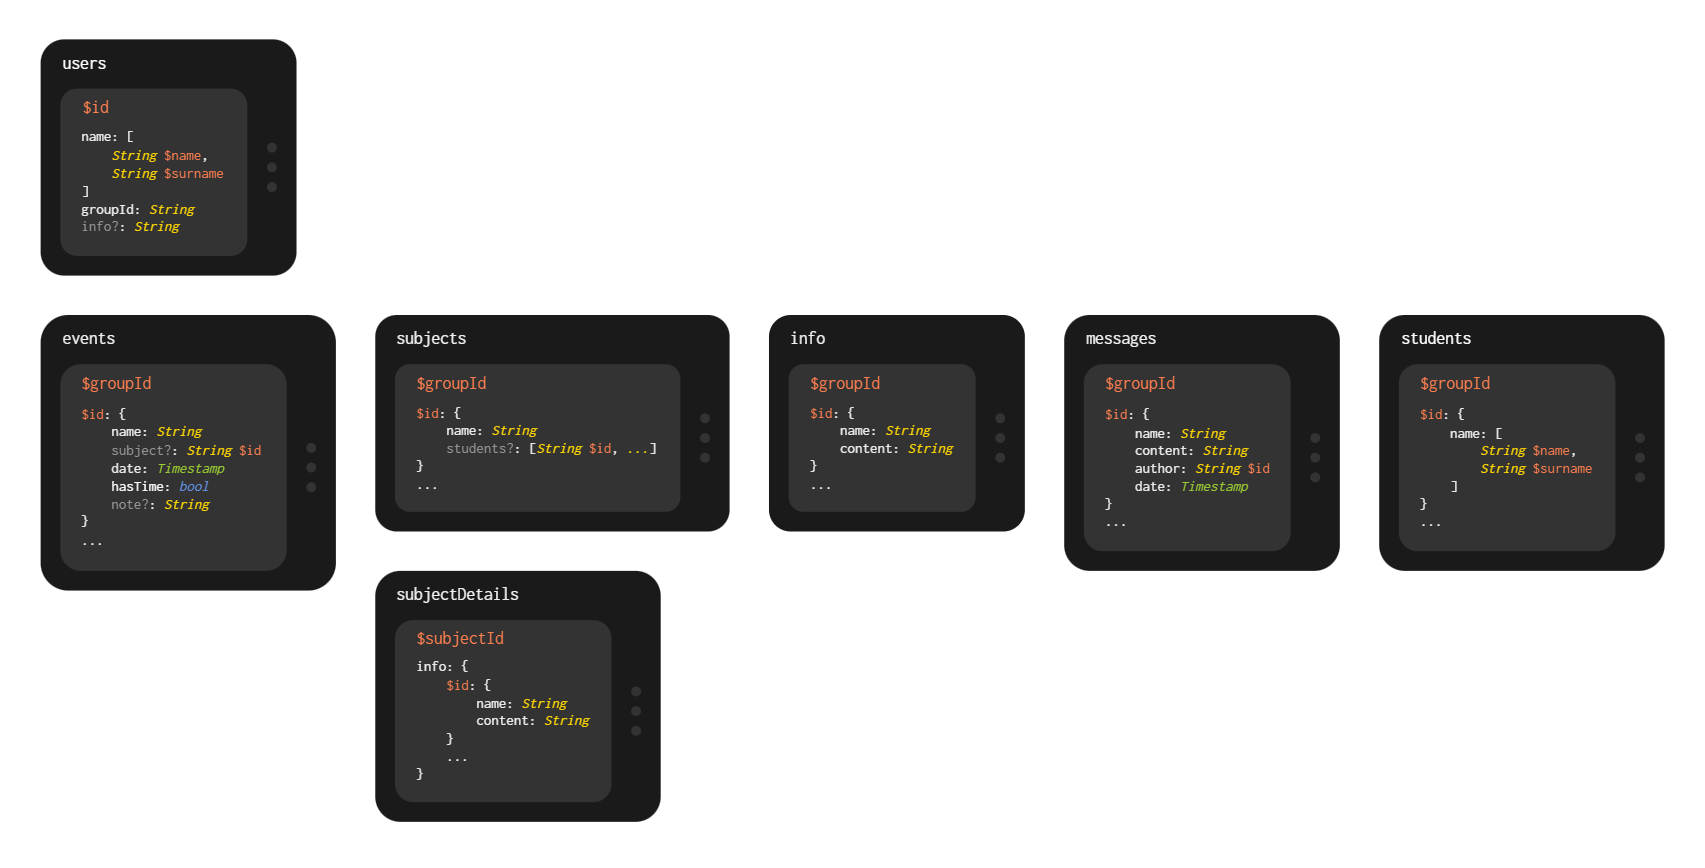 users
$id
name: [
String $name,
String $surname
]
groupId: String
info?: String
events
$groupId
$id: {
name: String
subject?: String $id
date: Timestamp
hasTime: bool
note?: String
}
...
subjects
$groupId
$id: {
name: String
students?: [String $id, ...]
}
...
info
$groupId
$id: {
name: String
content: String
}
...
messages
$groupId
$id: {
name: String
content: String
author: String $id
date: Timestamp
}
...
students
$groupId
$id: {
name: [
String $name,
String $surname
]
}
...
subjectDetails
$subjectId
info: {
$id: {
name: String
content: String
}
...
}